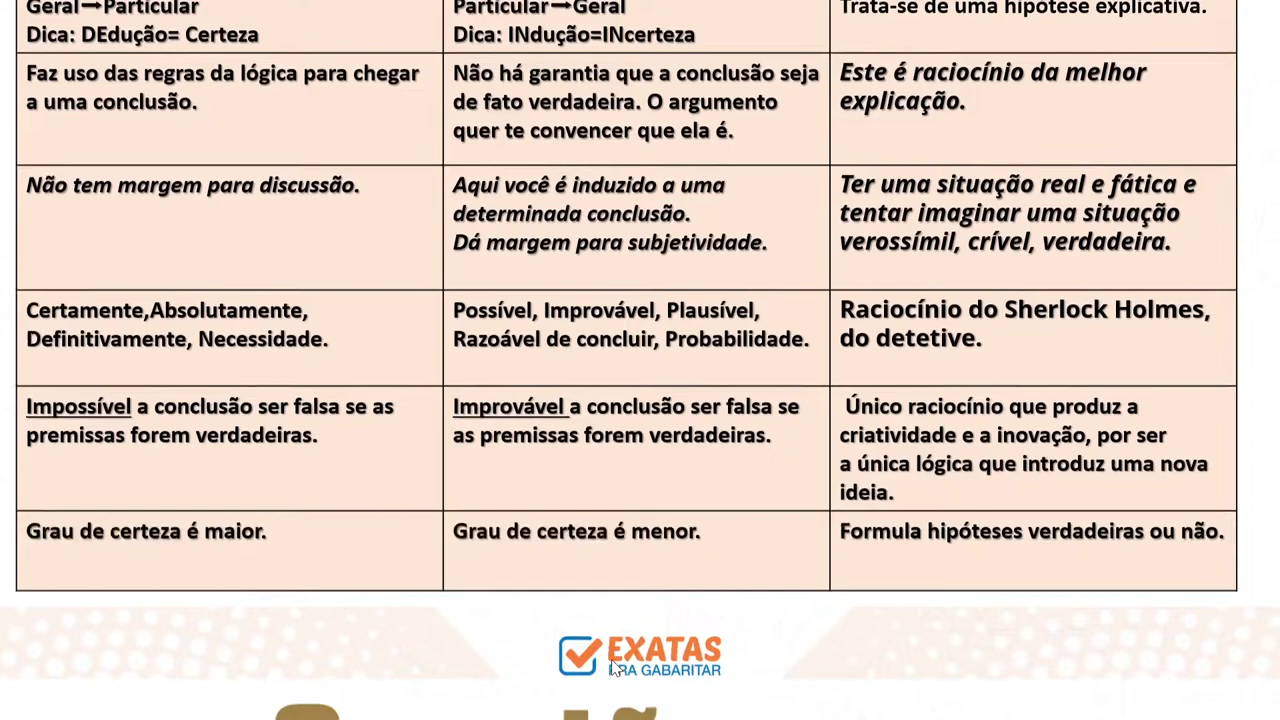 Geral→Particular
Dica: DEdução= Certeza
Particular→Geral
Dica: INdução=INcerteza
Trata-se de uma hipótese explicativa.
Faz uso das regras da lógica para chegar
a uma conclusão.
Não há garantia que a conclusão seja
de fato verdadeira. O argumento
quer te convencer que ela é.
Este é raciocínio da melhor
explicação.
Não tem margem para discussão.
Aqui você é induzido a uma
determinada conclusão.
Dá margem para subjetividade.
Ter uma situação real e fática e
tentar imaginar uma situação
verossímil, crível, verdadeira.
Certamente,Absolutamente,
Definitivamente, Necessidade.
Possível, Improvável, Plausível,
Razoável de concluir, Probabilidade.
Raciocínio do Sherlock Holmes,
do detetive.
Impossível a conclusão ser falsa se as
premissas forem verdadeiras.
Improvável a conclusão ser falsa se
as premissas forem verdadeiras.
Único raciocínio que produz a
criatividade e a inovação, por ser
a única lógica que introduz uma nova
ideia.
Grau de certeza é maior.
Grau de certeza é menor.
Formula hipóteses verdadeiras ou não.
EXATAS
PRA GABARITAR